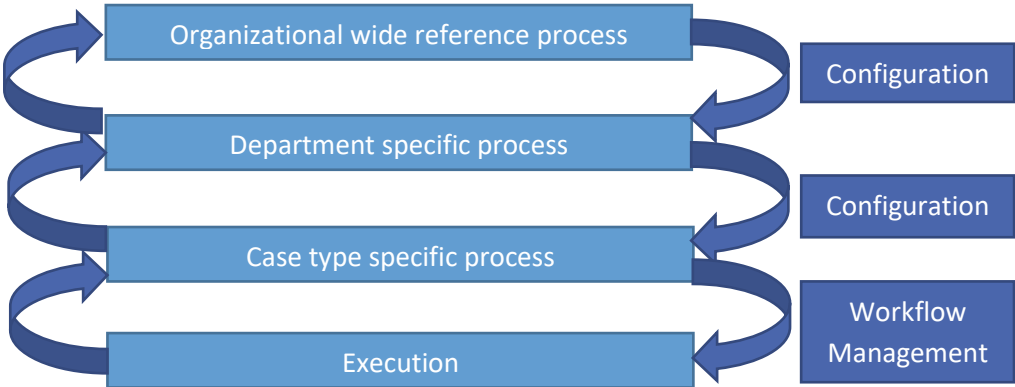 Organizational wide reference process
Configuration
Department specific process
Configuration
Case type specific process
Workflow
Management
Execution